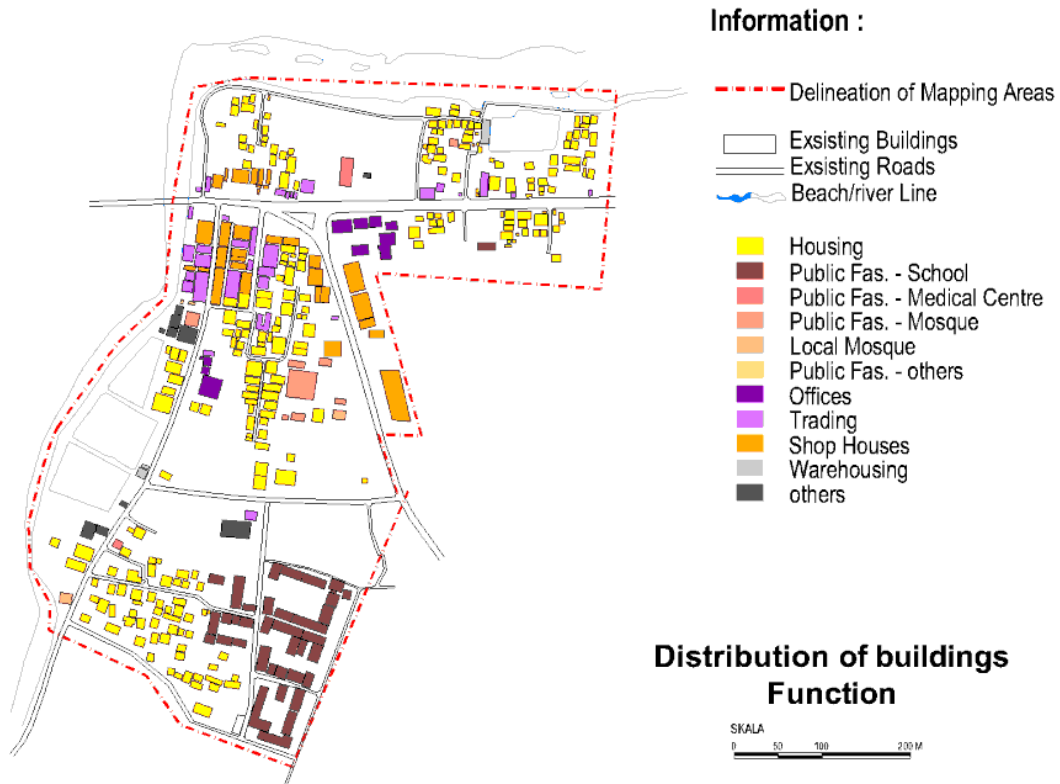 Information :
Delineation of Mapping Areas
Exsisting Buildings
Exsisting Roads
Beach/river Line
Housing
Public Fas. - School
Public Fas. - Medical Centre
Public Fas. - Mosque
Local Mosque
Public Fas. - others
Offices
Trading
Shop Houses
Warehousing
others
Distribution of buildings
Function
SKALA
0 50 100 200 M